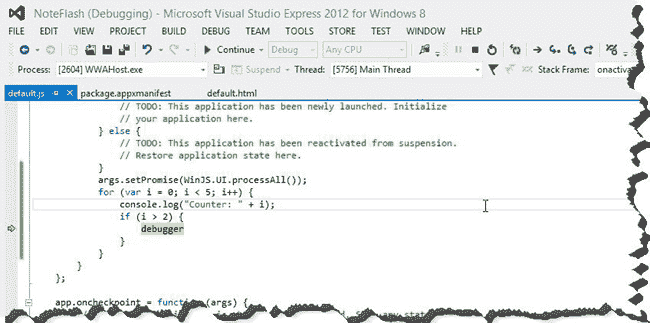 NoteFlash (Debugging) - Microsoft Visual Studio Express 2012 for Windows 8
FILE EDIT VIEW PROJECT BUILD DEBUG TEAM TOOLS STORE TEST WINDOW HELP
Continue Debug Any CPU
Process: [2604] WWAHost.exe Suspend Thread: [5756] Main Thread Stack Frame: onactiva
default.js package.appxmanifest default.html
// TODO: This application has been newly launched. Initialize
// your application here.
} else {
// TODO: This application has been reactivated from suspension.
// Restore application state here.
}
args.setPromise(WinJS.UI.processAll());
for (var i = 0; i < 5; i++) {
console.log("Counter: " + i);
if (i > 2) {
debugger
}
}
}
};
app.oncheckpoint = function (args) {